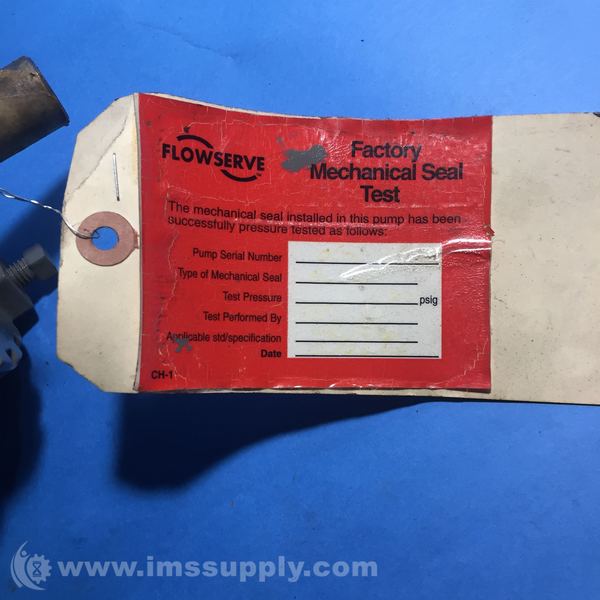 FLOWSERVE
Factory
Mechanical Seal
Test
The mechanical seal installed in this pump has been
successfully pressure tested as follows:
Pump Serial Number
Type of Mechanical Seal
Test Pressure psig
Test Performed By
Applicable std/specification
Date
CH-1
www.imssupply.com